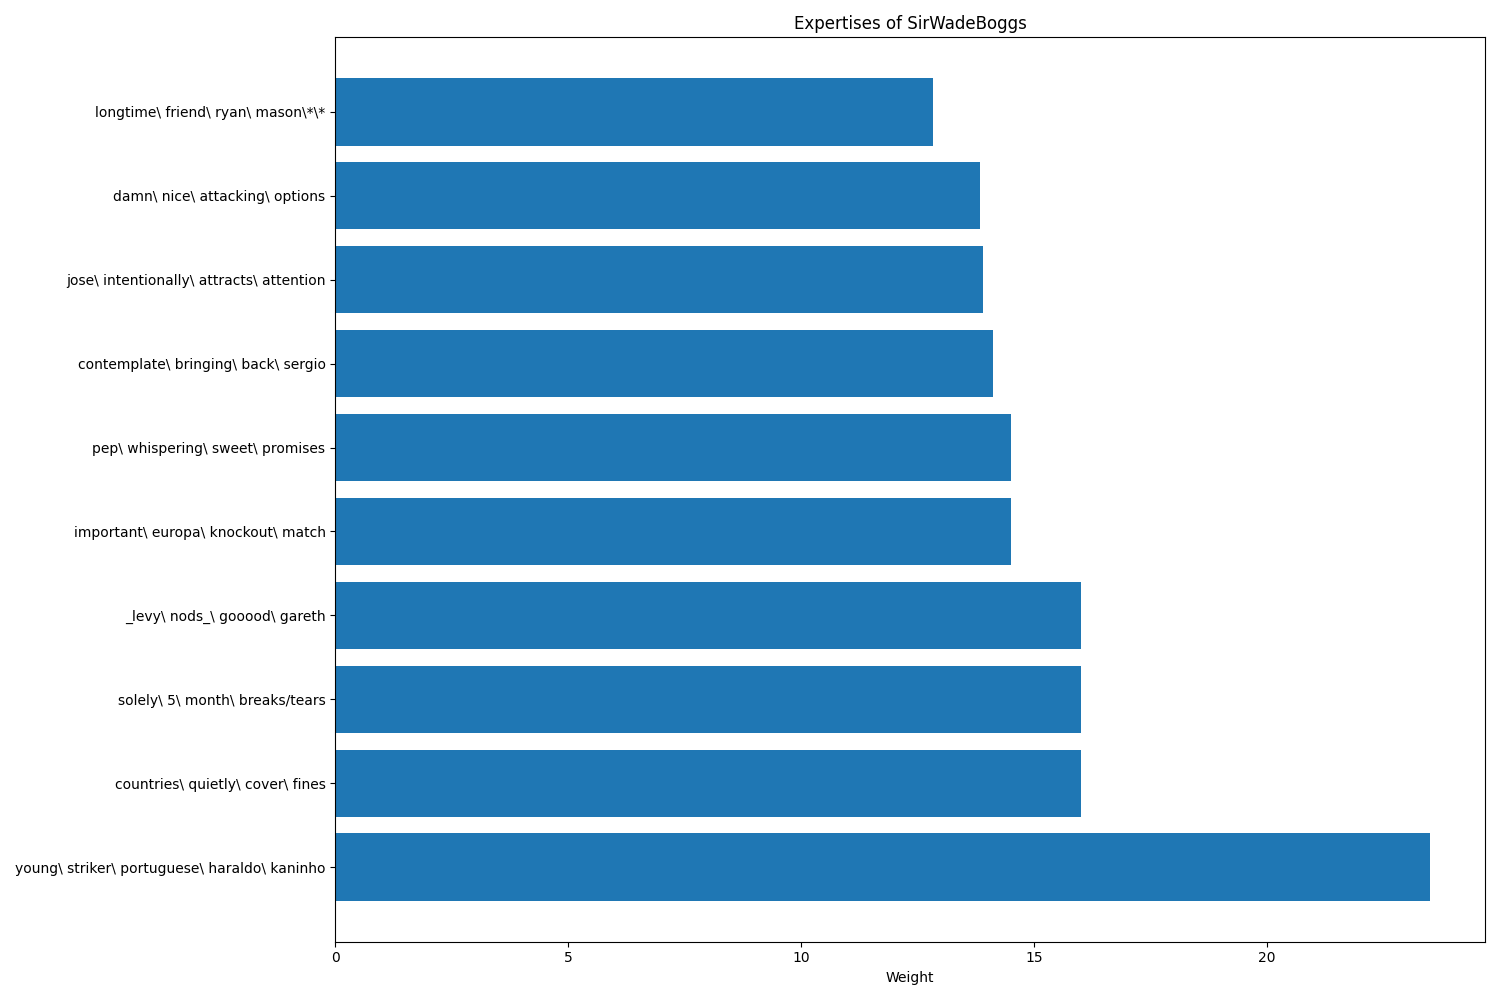 Expertises of SirWadeBoggs
longtime\ friend\ ryan\ mason\*\*
damn\ nice\ attacking\ options
jose\ intentionally\ attracts\ attention
contemplate\ bringing\ back\ sergio
pep\ whispering\ sweet\ promises
important\ europa\ knockout\ match
_levy\ nods_\ gooood\ gareth
solely\ 5\ month\ breaks/tears
countries\ quietly\ cover\ fines
young\ striker\ portuguese\ haraldo\ kaninho
0 5 10 15 20
Weight